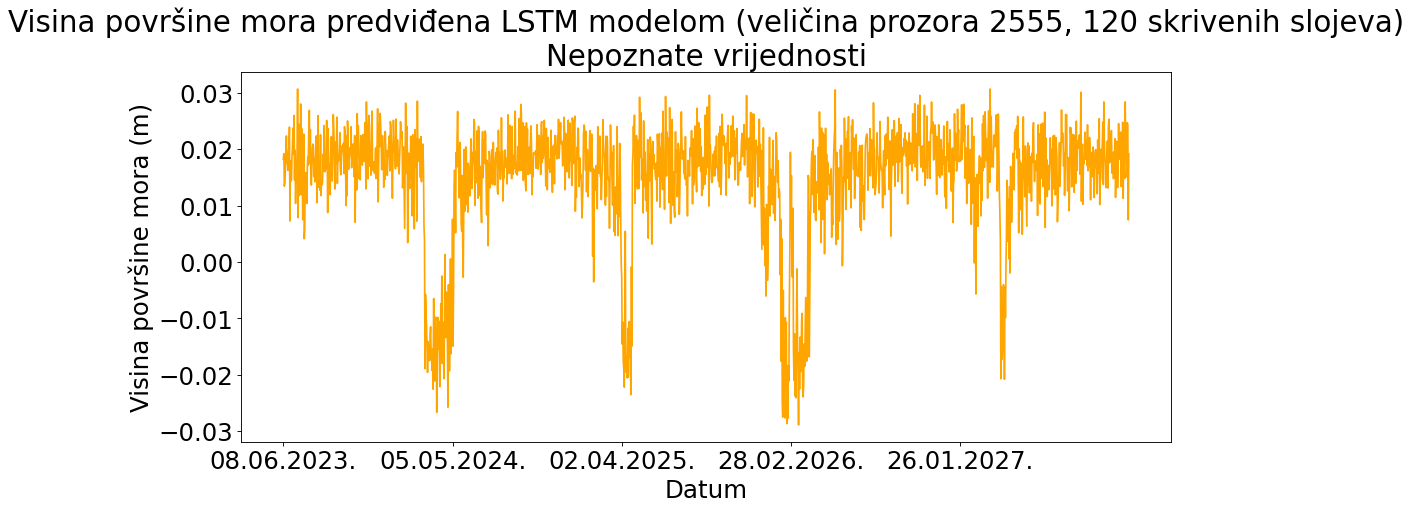 Visina površine mora predviđena LSTM modelom (veličina prozora 2555, 120 skrivenih slojeva)
Nepoznate vrijednosti
Visina površine mora (m)
0.03
0.02
0.01
0.00
−0.01
−0.02
−0.03
08.06.2023. 05.05.2024. 02.04.2025. 28.02.2026. 26.01.2027.
Datum